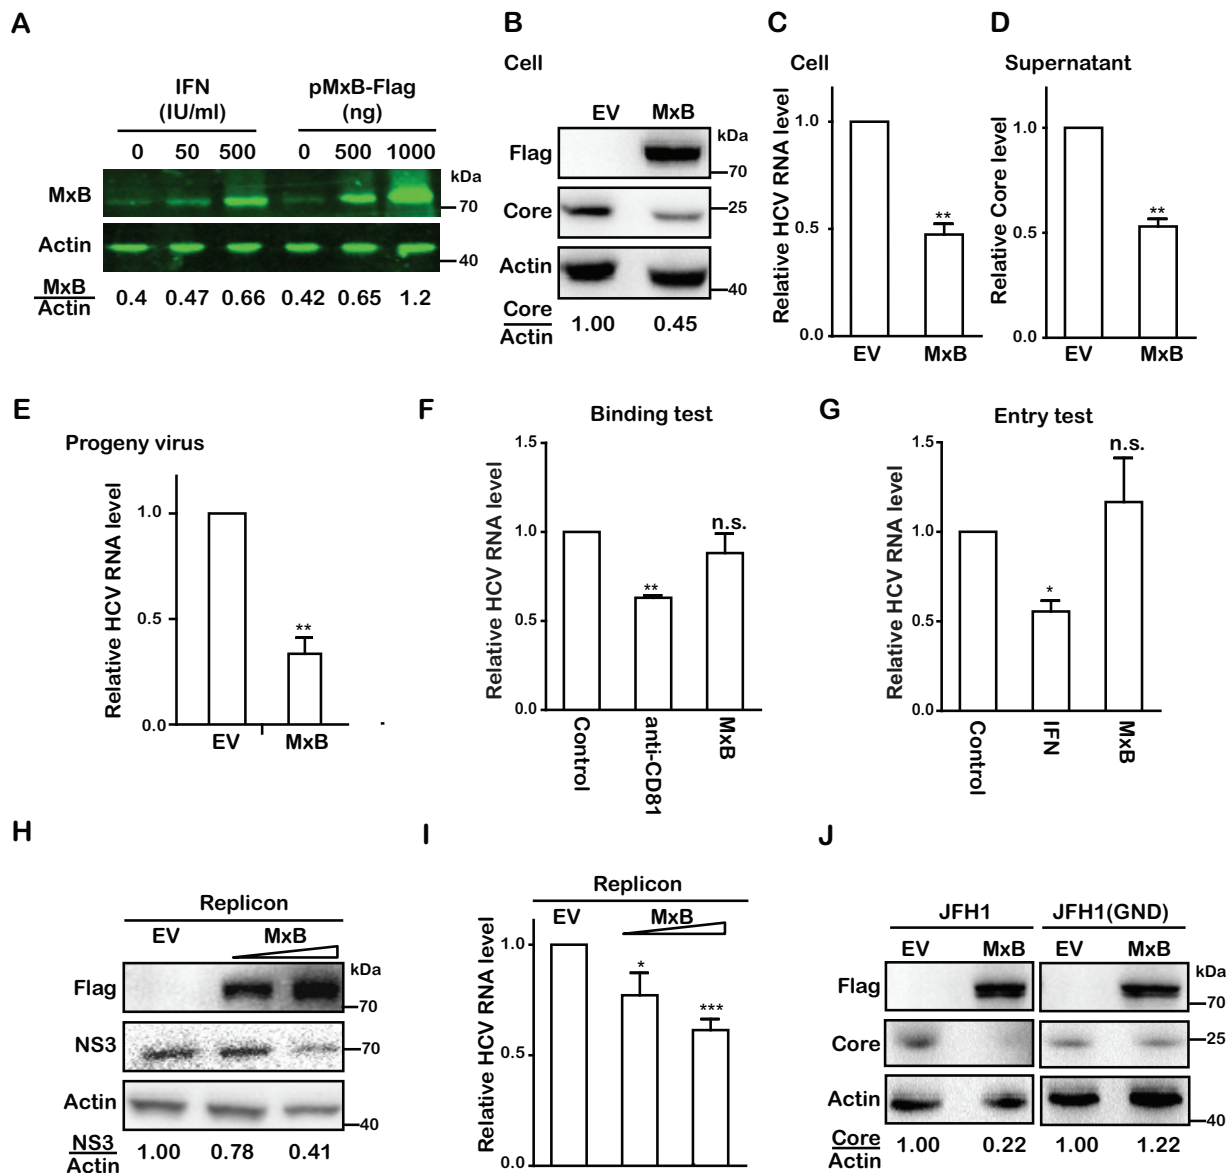 A
IFN
(IU/ml)
pMxB-Flag
(ng)
0 50 500 0 500 1000
kDa
MxB
70
Actin
40
MxB
Actin
0.4 0.47 0.66 0.42 0.65 1.2
B
Cell
EV MxB
kDa
Flag
70
Core
25
Actin
40
Core
Actin
1.00 0.45
C
Cell
Relative HCV RNA level
1.0
0.5
0.0
**
EV MxB
D
Supernatant
Relative Core level
1.0
0.5
0.0
**
EV MxB
E
Progeny virus
Relative HCV RNA level
1.0
0.5
0.0
**
EV MxB
F
Binding test
Relative HCV RNA level
1.5
1.0
0.5
0.0
**
n.s.
Control
anti-CD81
MxB
G
Entry test
Relative HCV RNA level
1.5
1.0
0.5
0.0
*
n.s.
Control
IFN
MxB
H
Replicon
EV MxB
kDa
Flag
70
NS3
70
Actin
40
NS3
Actin
1.00 0.78 0.41
I
Replicon
EV MxB
Relative HCV RNA level
1.0
0.5
0.0
*
***
J
JFH1 JFH1(GND)
EV MxB EV MxB
kDa
Flag
70
Core
25
Actin
40
Core
Actin
1.00 0.22 1.00 1.22